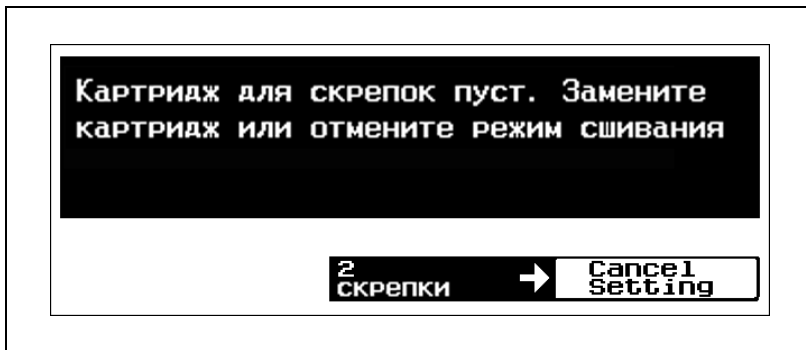 Картридж для скрепок пуст. Замените
картридж или отмените режим сшивания
2
скрепки
Cancel
Setting